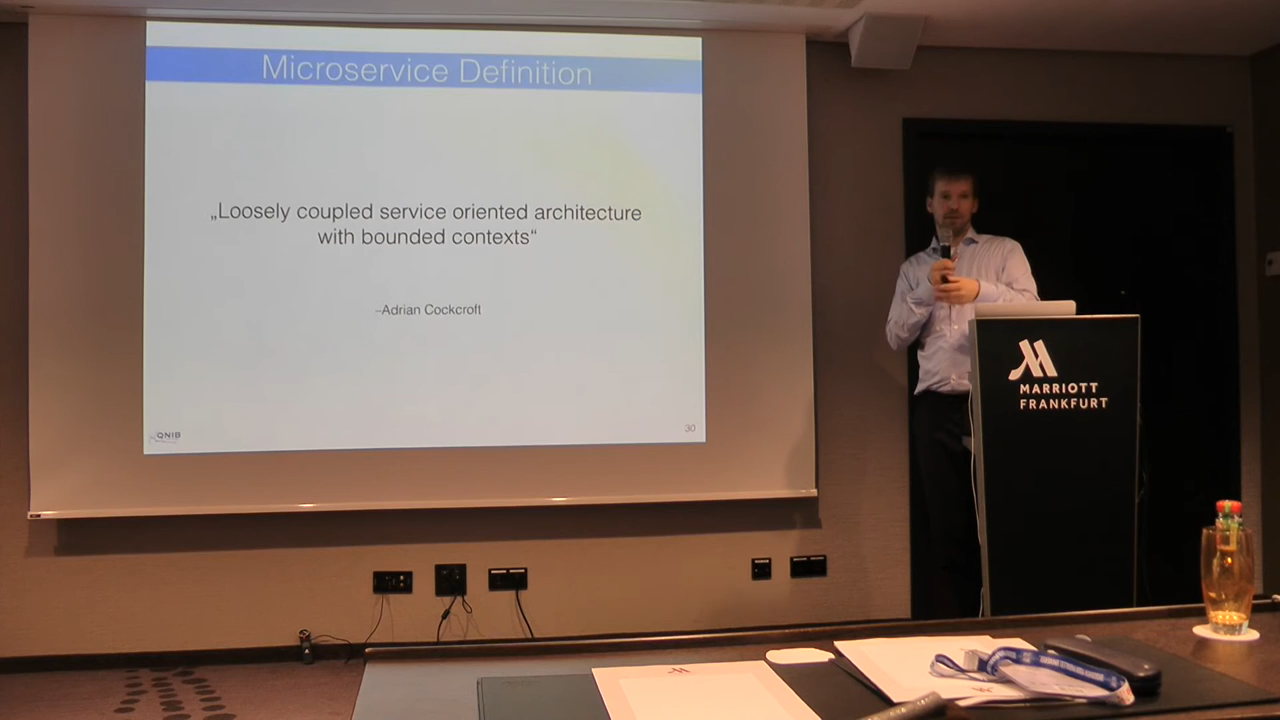 Microservice Definition
„Loosely coupled service oriented architecture
with bounded contexts“
–Adrian Cockcroft
QNIB
30
MARRIOTT
FRANKFURT